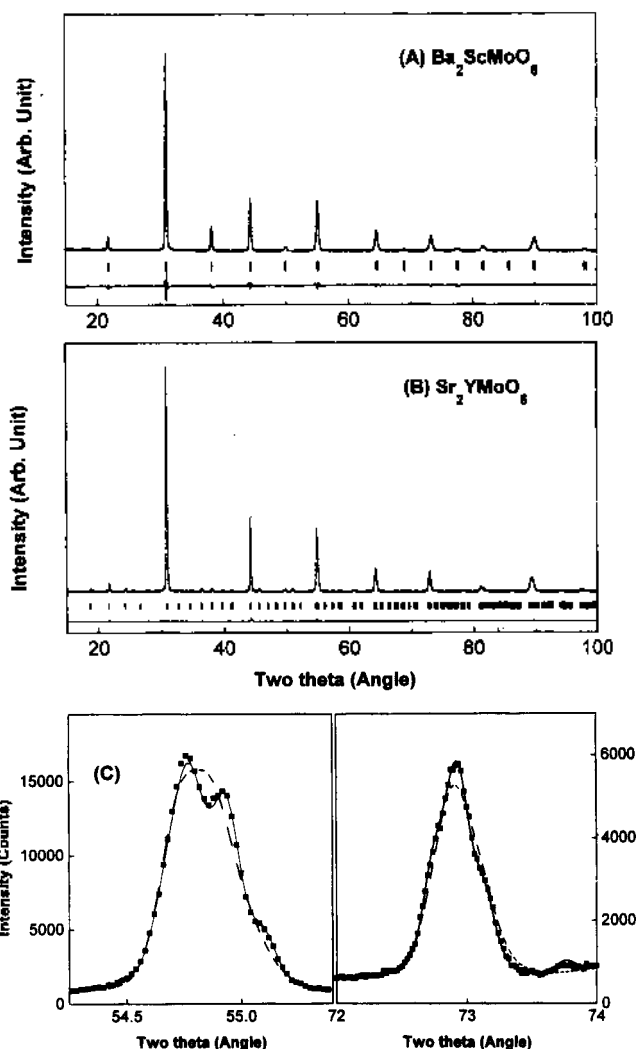 (A) Ba2ScMoO6
Intensity (Arb. Unit)
20 40 60 80 100
(B) Sr2YMoO6
Intensity (Arb. Unit)
20 40 60 80 100
Two theta (Angle)
(C)
Intensity (Counts)
15000
10000
5000
0
54.5 55.0
Two theta (Angle)
6000
4000
2000
0
72 73 74
Two theta (Angle)